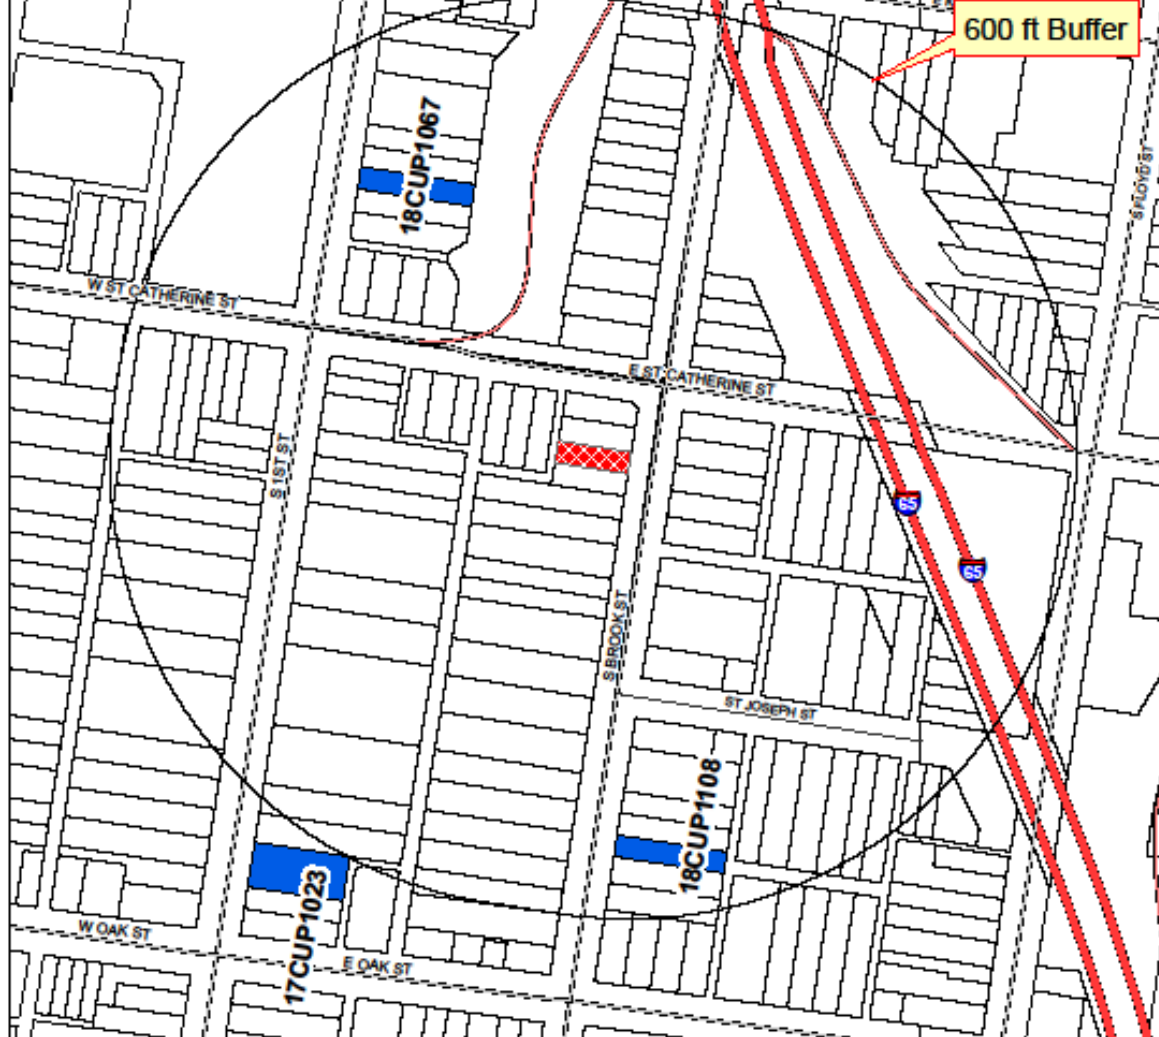 600 ft Buffer
18CUP1067
S FLOYD ST
W ST CATHERINE ST
E ST CATHERINE ST
S 1ST ST
65
65
S BROOK ST
ST JOSEPH ST
18CUP1108
17CUP1023
W OAK ST
E OAK ST